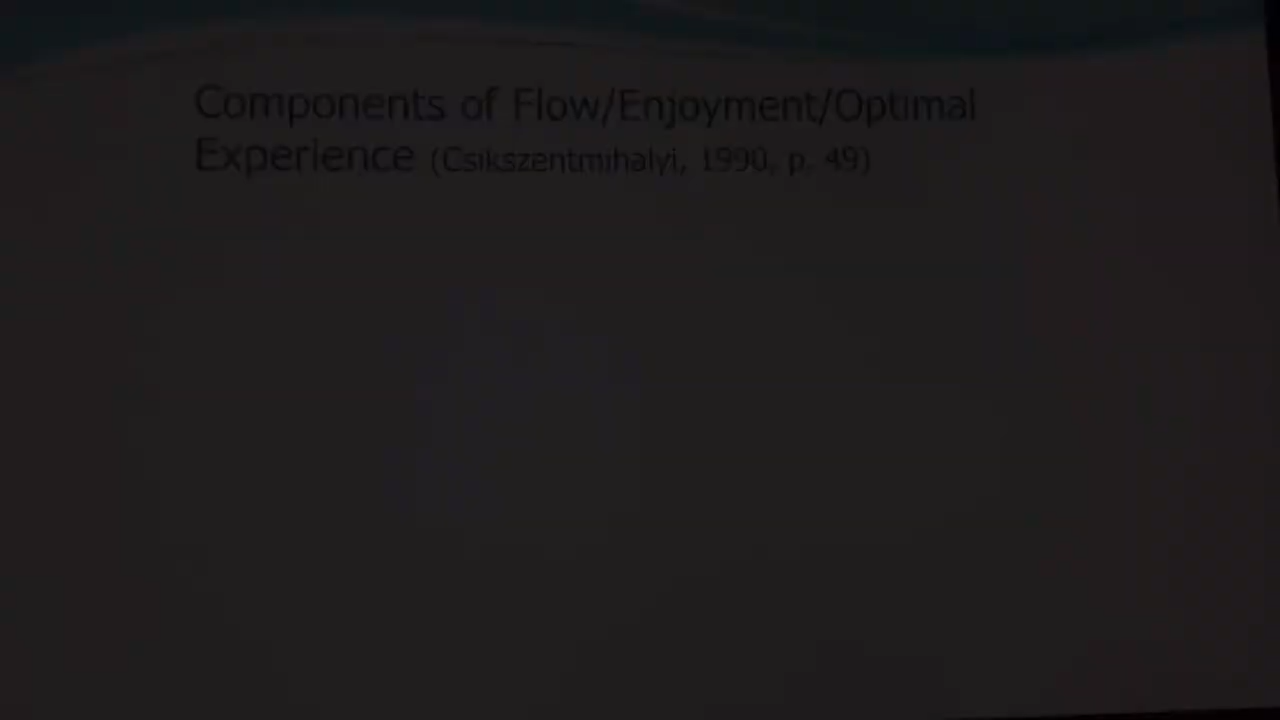 Components of Flow/Enjoyment/Optimal
Experience (Csikszentmihalyi, 1990, p. 49)